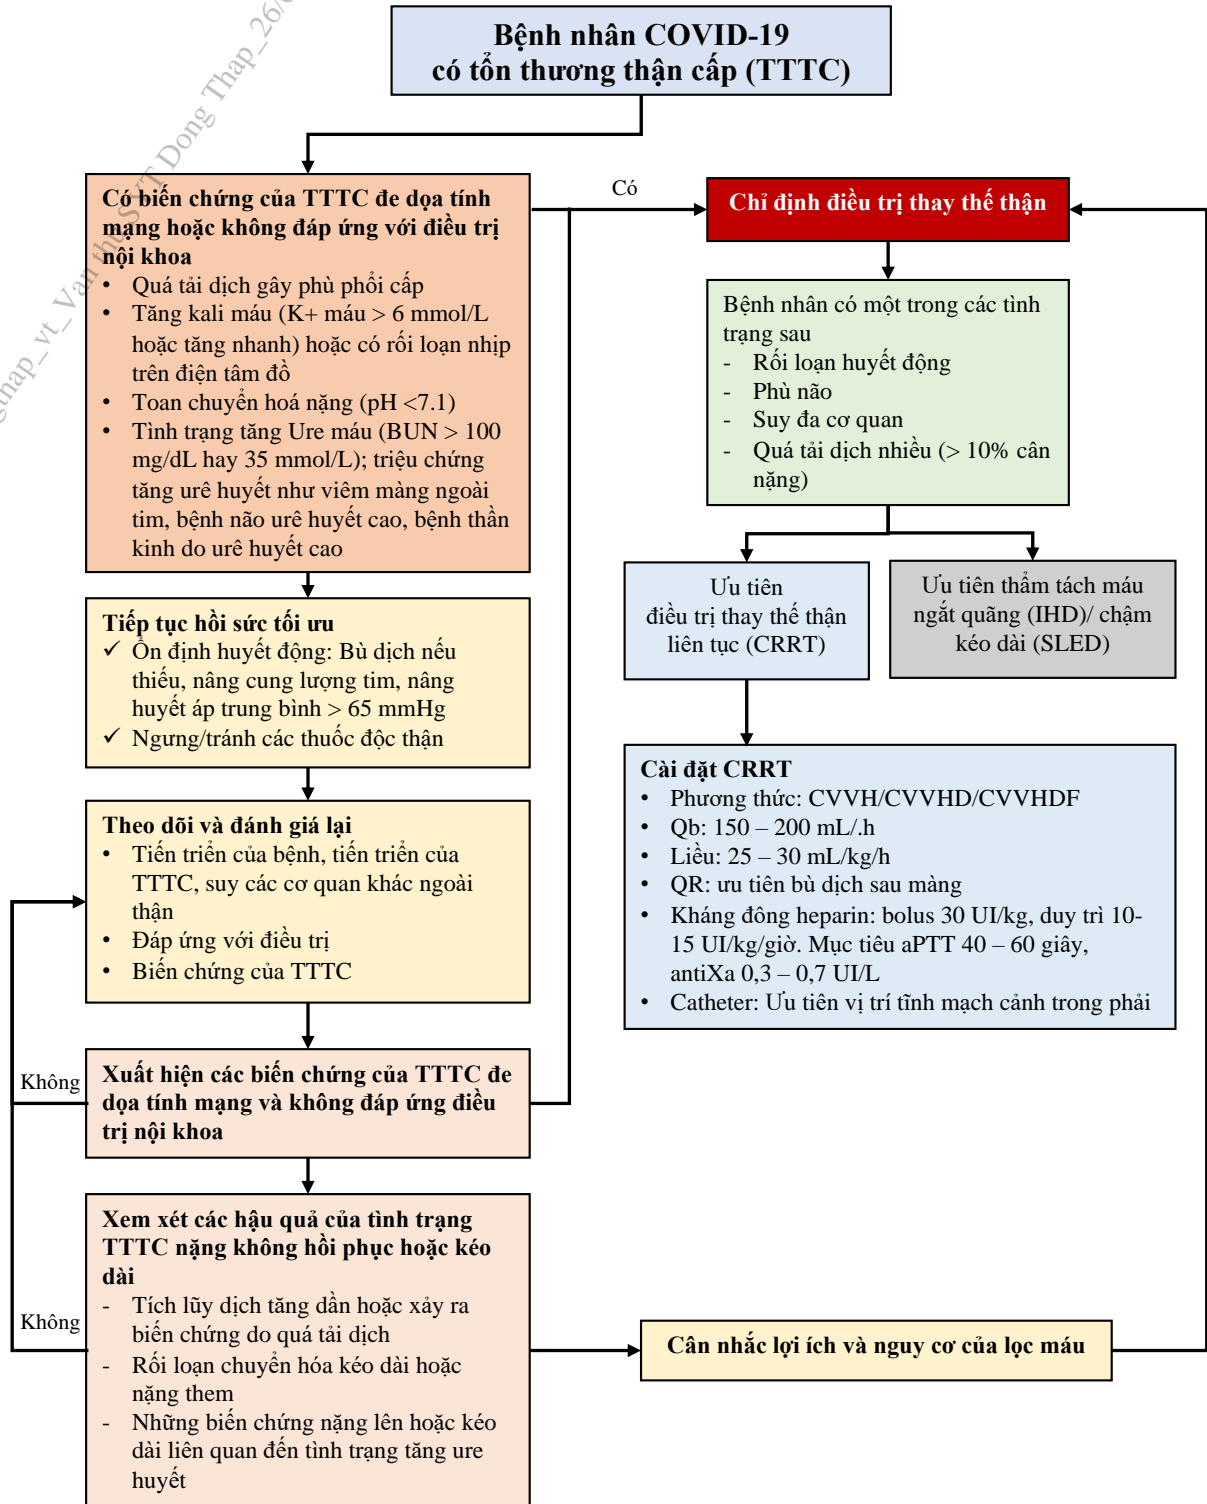 Bệnh nhân COVID-19
có tổn thương thận cấp (TTTC)
Có biến chứng của TTTC đe dọa tính
mạng hoặc không đáp ứng với điều trị
nội khoa
• Quá tải dịch gây phù phổi cấp
• Tăng kali máu (K+ máu > 6 mmol/L
hoặc tăng nhanh) hoặc có rối loạn nhịp
trên điện tâm đồ
• Toan chuyển hoá nặng (pH <7.1)
• Tình trạng tăng Ure máu (BUN > 100
mg/dL hay 35 mmol/L); triệu chứng
tăng urê huyết như viêm màng ngoài
tim, bệnh não urê huyết cao, bệnh thần
kinh do urê huyết cao
Có
Chỉ định điều trị thay thế thận
Bệnh nhân có một trong các tình
trạng sau
- Rối loạn huyết động
- Phù não
- Suy đa cơ quan
- Quá tải dịch nhiều (> 10% cân
nặng)
Ưu tiên
điều trị thay thế thận
liên tục (CRRT)
Ưu tiên thẩm tách máu
ngắt quãng (IHD)/ chậm
kéo dài (SLED)
Tiếp tục hồi sức tối ưu
✓ Ổn định huyết động: Bù dịch nếu
thiếu, nâng cung lượng tim, nâng
huyết áp trung bình > 65 mmHg
✓ Ngưng/tránh các thuốc độc thận
Cài đặt CRRT
• Phương thức: CVVH/CVVHD/CVVHDF
• Qb: 150 – 200 mL/.h
• Liều: 25 – 30 mL/kg/h
• QR: ưu tiên bù dịch sau màng
• Kháng đông heparin: bolus 30 UI/kg, duy trì 10-
15 UI/kg/giờ. Mục tiêu aPTT 40 – 60 giây,
antiXa 0,3 – 0,7 UI/L
• Catheter: Ưu tiên vị trí tĩnh mạch cảnh trong phải
Theo dõi và đánh giá lại
• Tiến triển của bệnh, tiến triển của
TTTC, suy các cơ quan khác ngoài
thận
• Đáp ứng với điều trị
• Biến chứng của TTTC
Không
Xuất hiện các biến chứng của TTTC đe
dọa tính mạng và không đáp ứng điều
trị nội khoa
Xem xét các hậu quả của tình trạng
TTTC nặng không hồi phục hoặc kéo
dài
- Tích lũy dịch tăng dần hoặc xảy ra
biến chứng do quá tải dịch
- Rối loạn chuyển hóa kéo dài hoặc
nặng them
- Những biến chứng nặng lên hoặc kéo
dài liên quan đến tình trạng tăng ure
huyết
Không
Cân nhắc lợi ích và nguy cơ của lọc máu